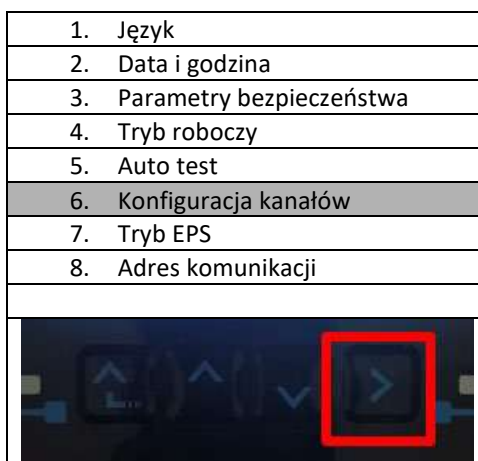 1. Język
2. Data i godzina
3. Parametry bezpieczeństwa
4. Tryb roboczy
5. Auto test
6. Konfiguracja kanałów
7. Tryb EPS
8. Adres komunikacji